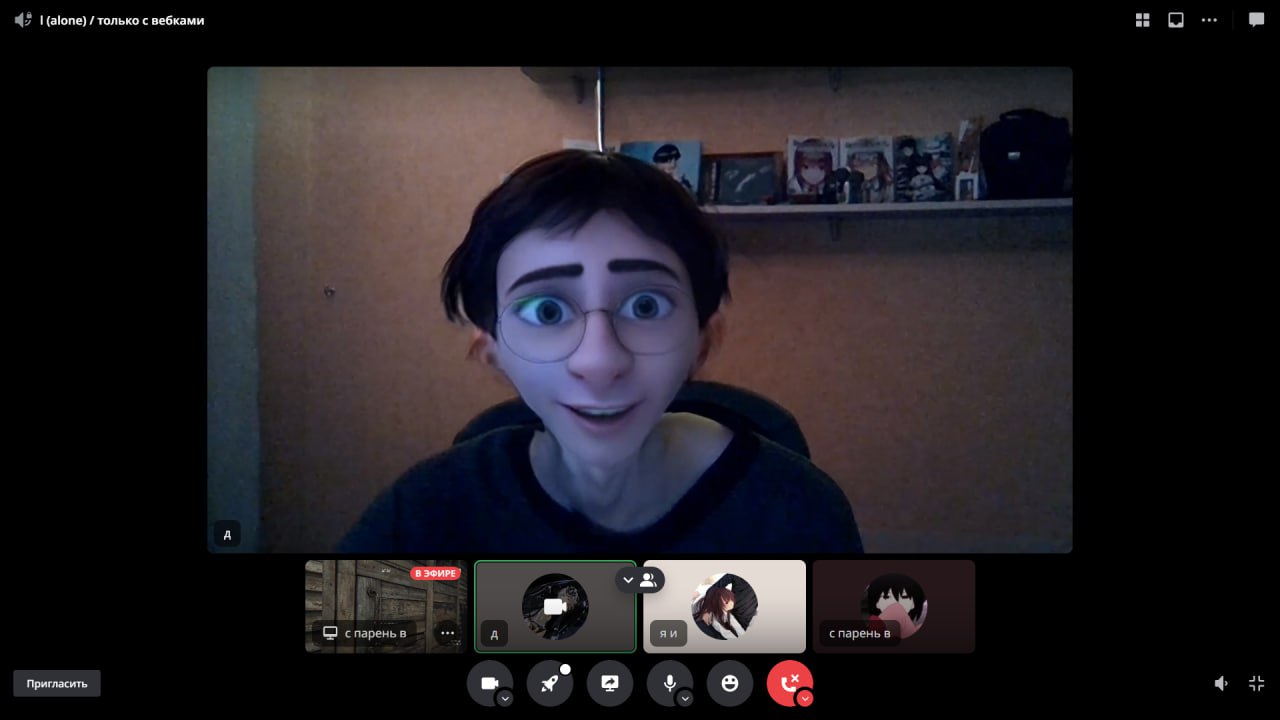 I (alone) / только с вебками
д
В ЭФИРЕ
с парень в
д
я и
с парень в
Пригласить